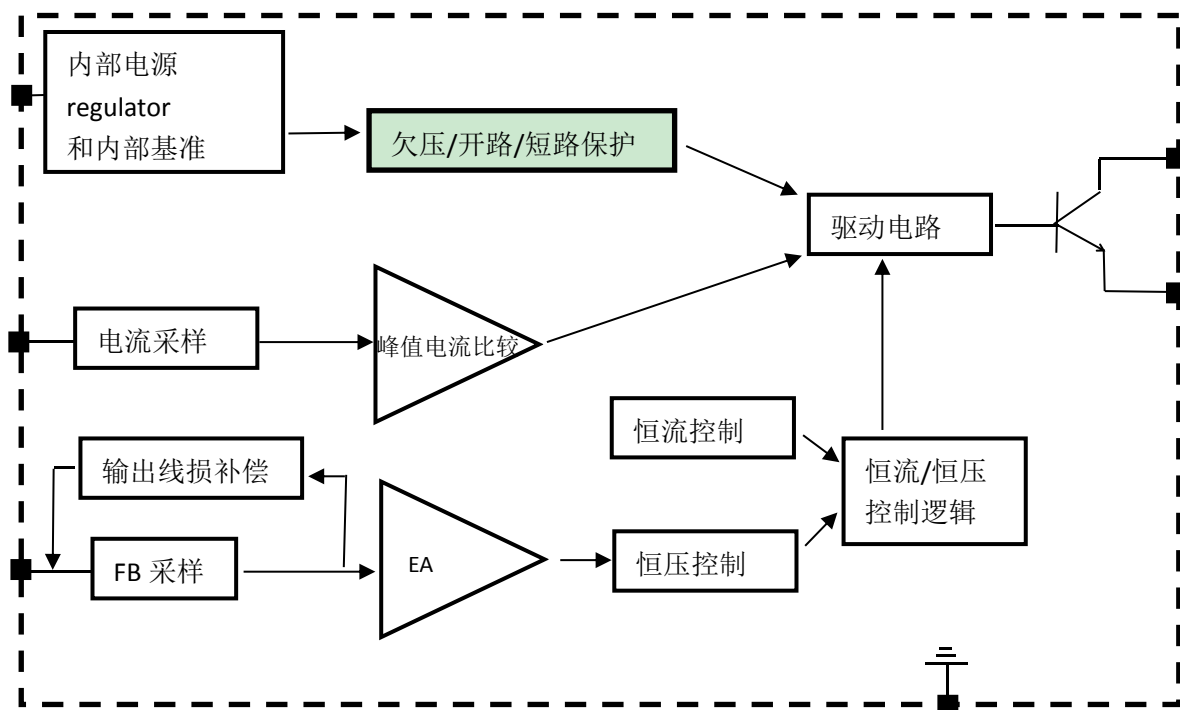 内部电源
regulator
和内部基准
欠压/开路/短路保护
驱动电路
电流采样
峰值电流比较
恒流控制
输出线损补偿
恒流/恒压
控制逻辑
FB 采样
EA
恒压控制